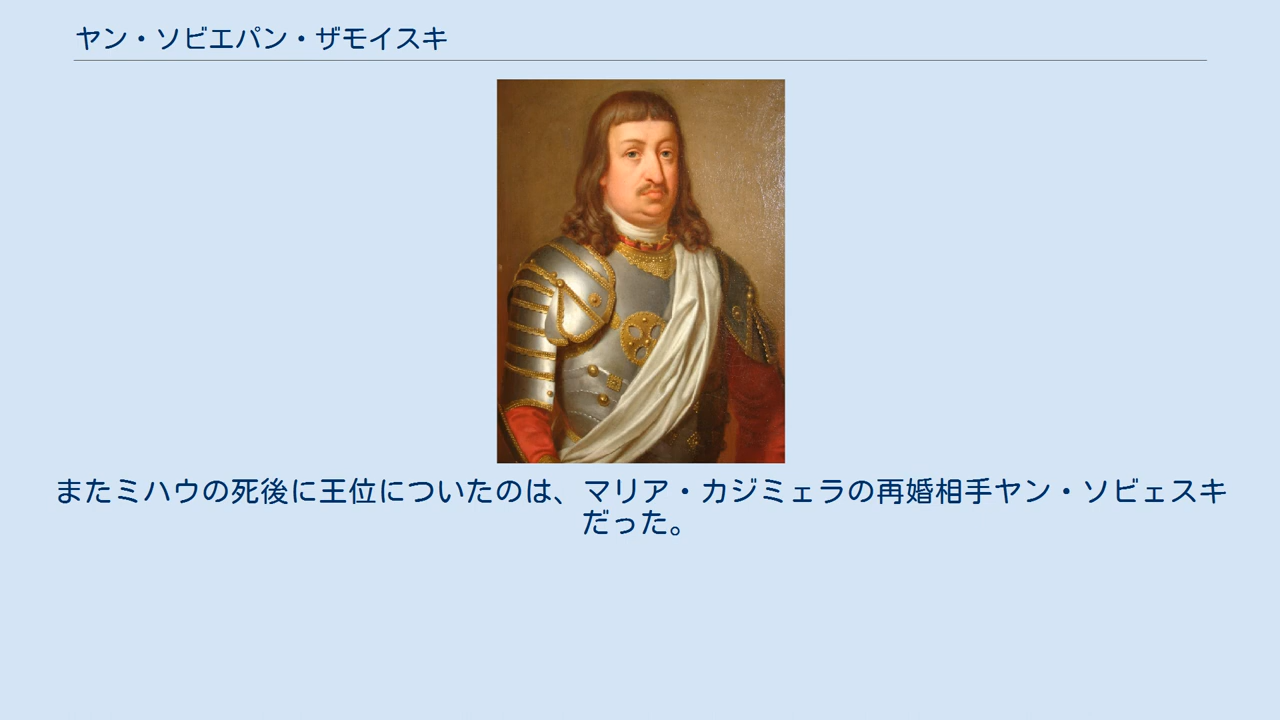 ヤン・ソビエパン・ザモイスキ
またミハウの死後に王位についたのは、マリア・カジミェラの再婚相手ヤン・ソビェスキ
だった。